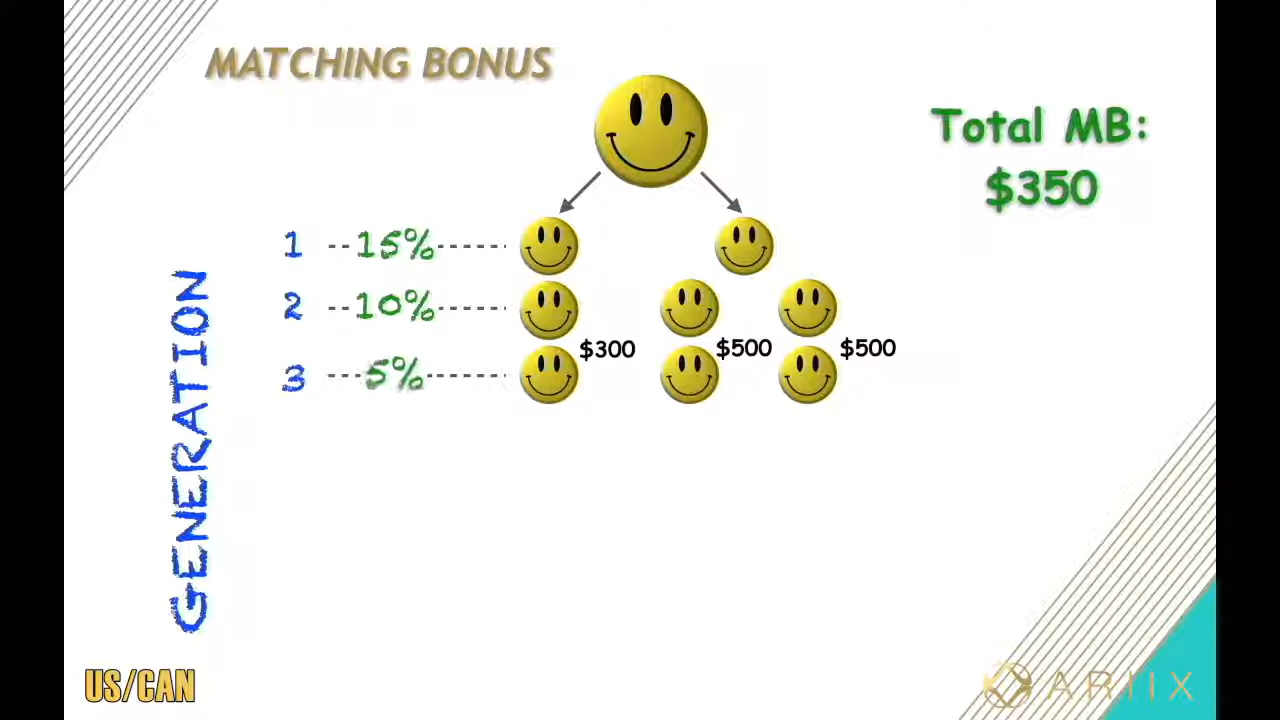 MATCHING BONUS
Total MB:
$350
1 --15%------
2 --10%------
$300 $500 $500
3 ---5%-------
GENERATION
US/CAN
ARIIX